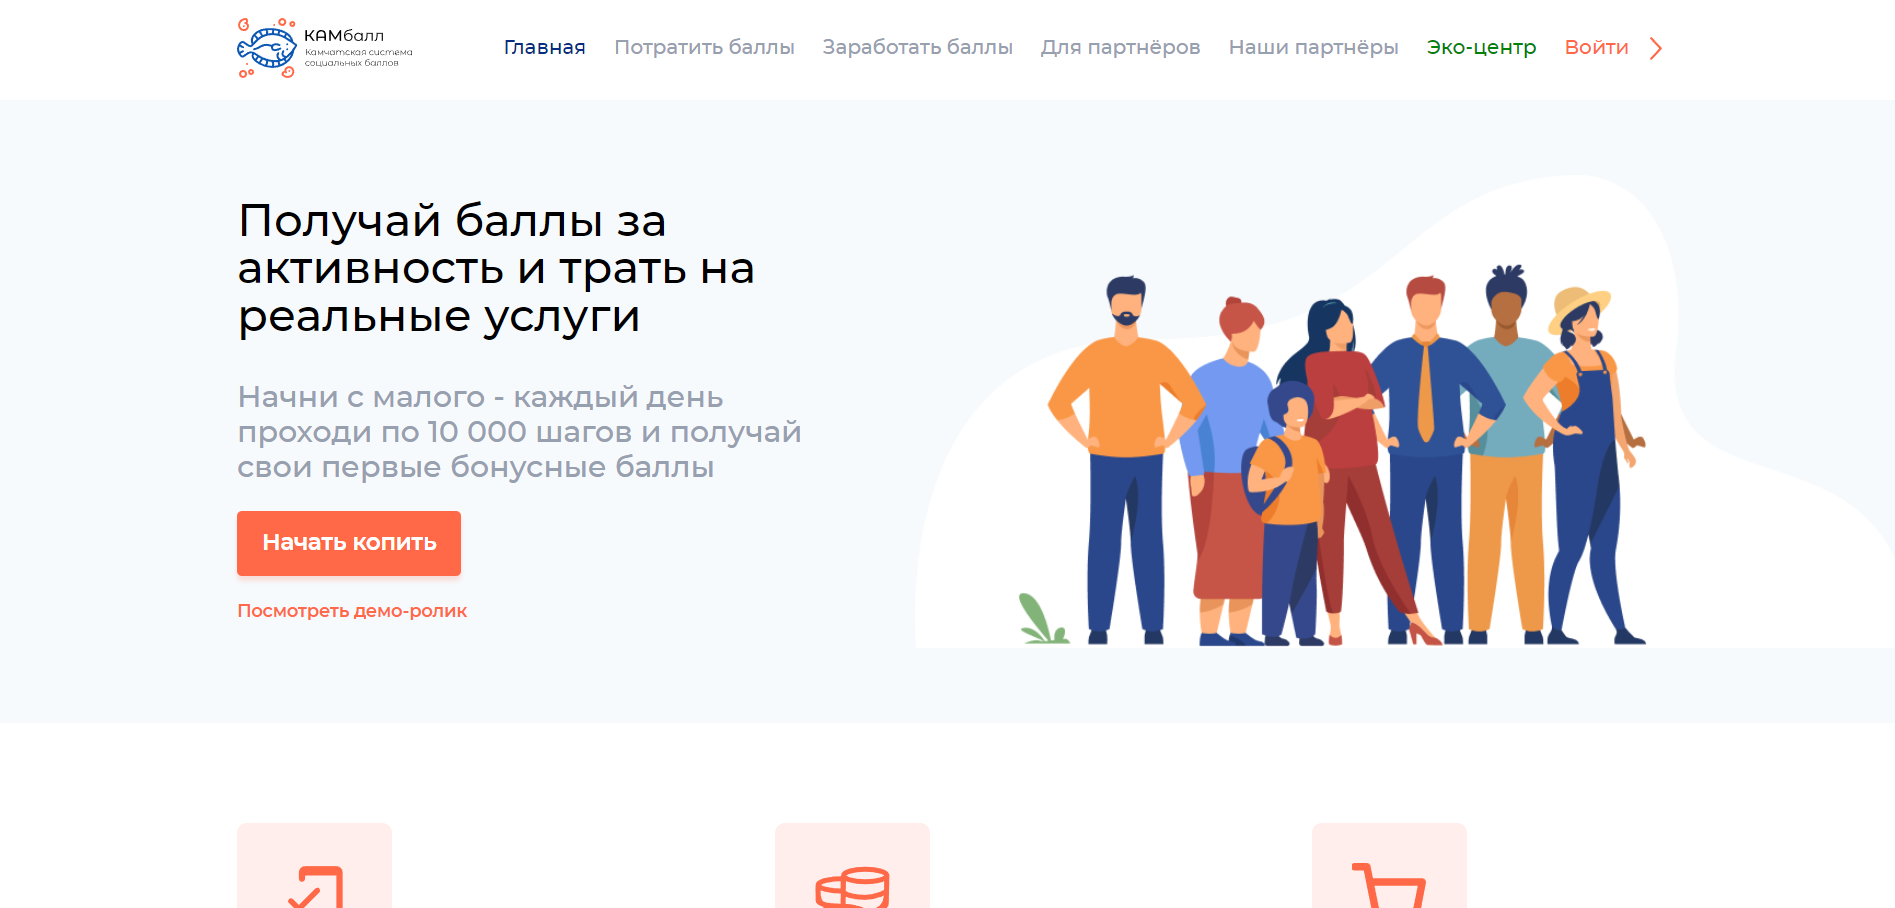 КАМбалл
Камчатская система
социальных баллов
Главная Потратить баллы Заработать баллы Для партнёров Наши партнёры Эко-центр Войти
Получай баллы за
активность и трать на
реальные услуги
Начни с малого - каждый день
проходи по 10 000 шагов и получай
свои первые бонусные баллы
Начать копить
Посмотреть демо-ролик